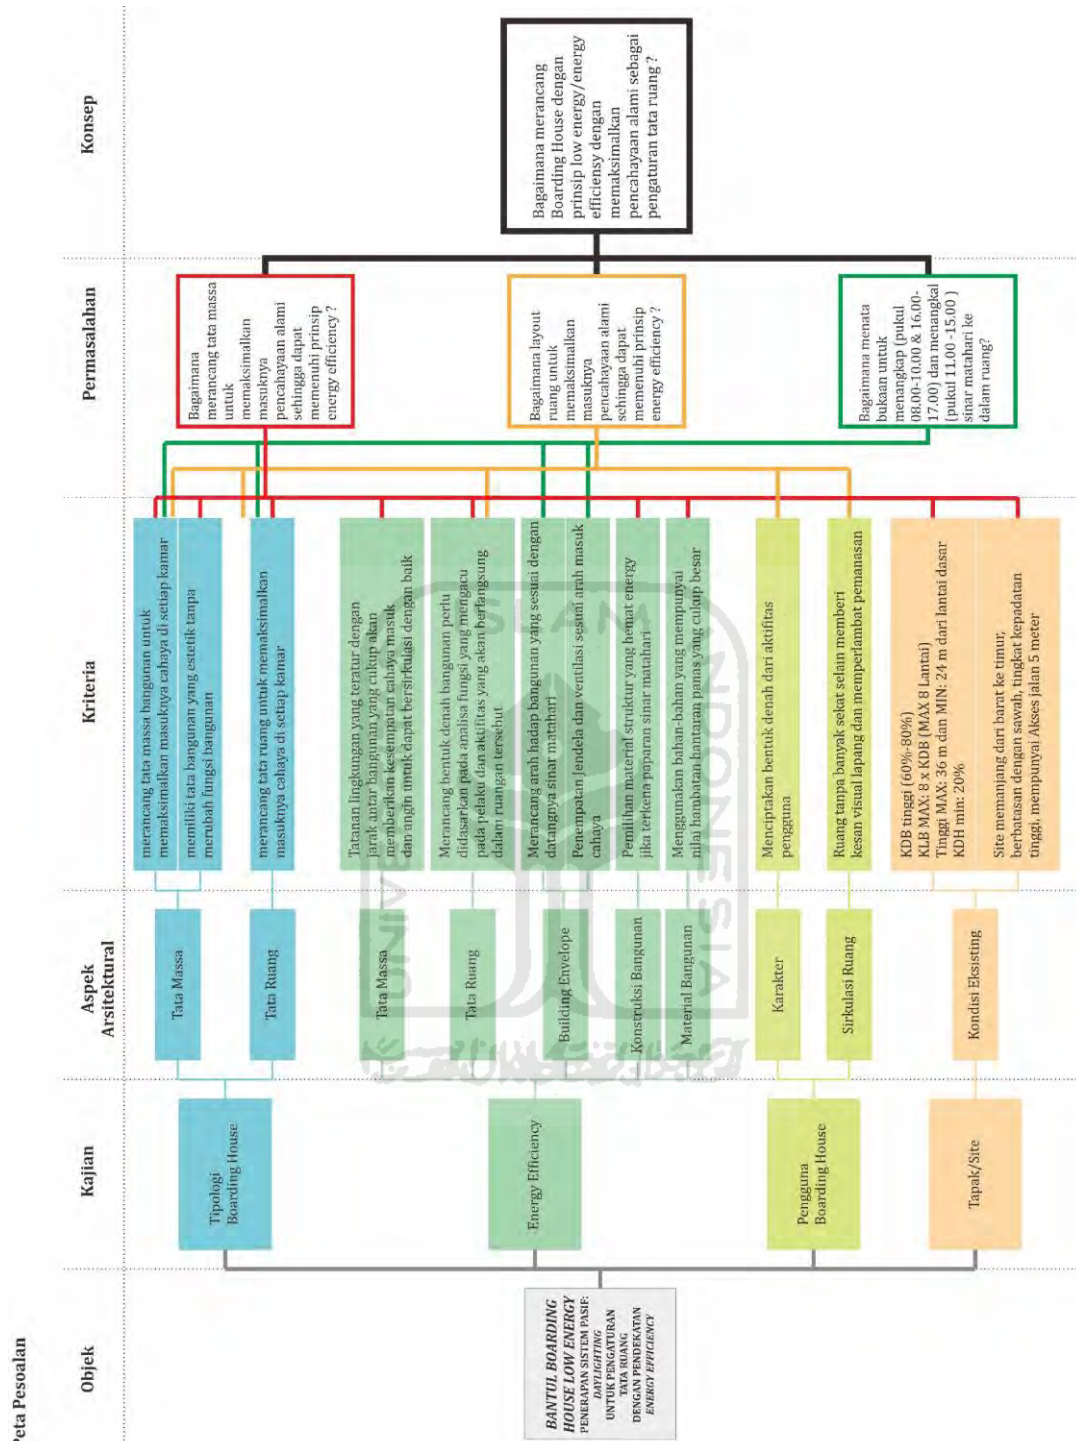 Peta Pesoalan
Objek
Kajian
Aspek
Arsitektural
Kriteria
Permasalahan
Konsep
BANTUL BOARDING
HOUSE LOW ENERGY
PENERAPAN SISTEM PASIF:
DAYLIGHTING
UNTUK PENGATURAN
TATA RUANG
DENGAN PENDEKATAN
ENERGY EFFICIENCY
Tipologi
Boarding House
Energy Efficiency
Pengguna
Boarding House
Tapak/Site
Tata Massa
Tata Ruang
Tata Massa
Tata Ruang
Building Envelope
Konstruksi Bangunan
Material Bangunan
Karakter
Sirkulasi Ruang
Kondisi Eksisting
merancang tata massa bangunan untuk
memaksimalkan masuknya cahaya di setiap kamar
memiliki tata bangunan yang estetik tanpa
merubah fungsi bangunan
merancang tata ruang untuk memaksimalkan
masuknya cahaya di setiap kamar
Tatanan lingkungan yang teratur dengan
jarak antar bangunan yang cukup akan
memberikan kesempatan cahaya masuk
dan angin untuk dapat bersirkulasi dengan baik
Merancang bentuk denah bangunan perlu
didasarkan pada analisa fungsi yang mengacu
pada pelaku dan aktifitas yang akan berlangsung
dalam ruangan tersebut
Merancang arah hadap bangunan yang sesuai dengan
datangnya sinar matahari
Penempatan Jendela dan ventilasi sesuai arah masuk
cahaya
Pemilihan material struktur yang hemat energy
jika terkena paparan sinar matahari
Menggunakan bahan-bahan yang mempunyai
nilai hambatan hantaran panas yang cukup besar
Menciptakan bentuk denah dari aktifitas
pengguna
Ruang tanpa banyak sekat selain memberi
kesan visual lapang dan memperlambat pemanasan
KDB tinggi (60%-80%)
KLB MAX: 8 x KDB (MAX 8 Lantai)
Tinggi MAX: 36 m dan MIN: 24 m dari lantai dasar
KDH min: 20%
Site memanjang dari barat ke timur,
berbatasan dengan sawah, tingkat kepadatan
tinggi, mempunyai Akses jalan 5 meter
Bagaimana
merancang tata massa
untuk
memaksimalkan
masuknya
pencahayaan alami
sehingga dapat
memenuhi prinsip
energy efficiency ?
Bagaimana layout
ruang untuk
memaksimalkan
masuknya
pencahayaan alami
sehingga dapat
memenuhi prinsip
energy efficiency ?
Bagaimana menata
bukaan untuk
menangkap (pukul
08.00-10.00 & 16.00-
17.00) dan menangkal
(pukul 11.00 -15.00 )
sinar matahari ke
dalam ruang?
Bagaimana merancang
Boarding House dengan
prinsip low energy/energy
efficiensy dengan
memaksimalkan
pencahayaan alami sebagai
pengaturan tata ruang ?
ISLAM
UNIVERSITAS
INDONESIA